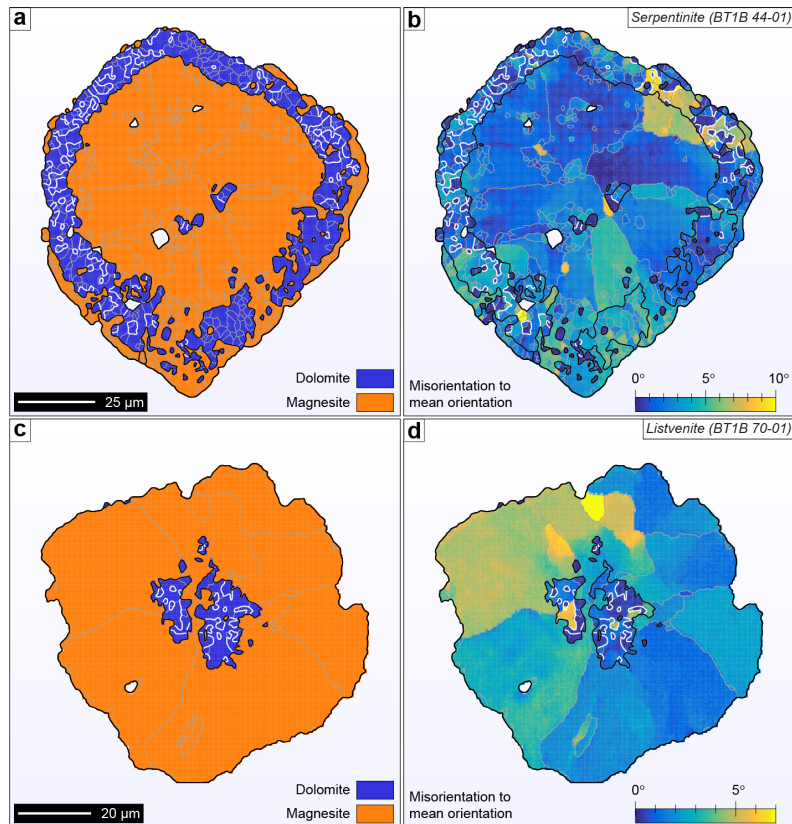 a
Dolomite
Magnesite
25 μm
b
Serpentinite (BT1B 44-01)
Misorientation to
mean orientation
0° 5° 10°
c
Dolomite
Magnesite
20 μm
d
Listvenite (BT1B 70-01)
Misorientation to
mean orientation
0° 5°